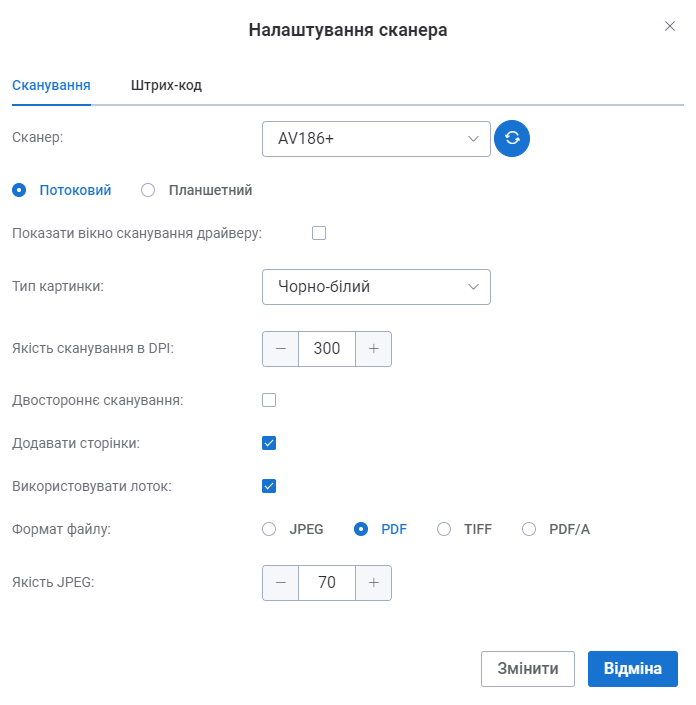 Налаштування сканера
Сканування Штрих-код
Сканер: AV186+
Потоковий Планшетний
Показати вікно сканування драйверу:
Тип картинки: Чорно-білий
Якість сканування в DPI: − 300 +
Двостороннє сканування:
Додавати сторінки:
Використовувати лоток:
Формат файлу: JPEG PDF TIFF PDF/A
Якість JPEG: − 70 +
Змінити Відміна